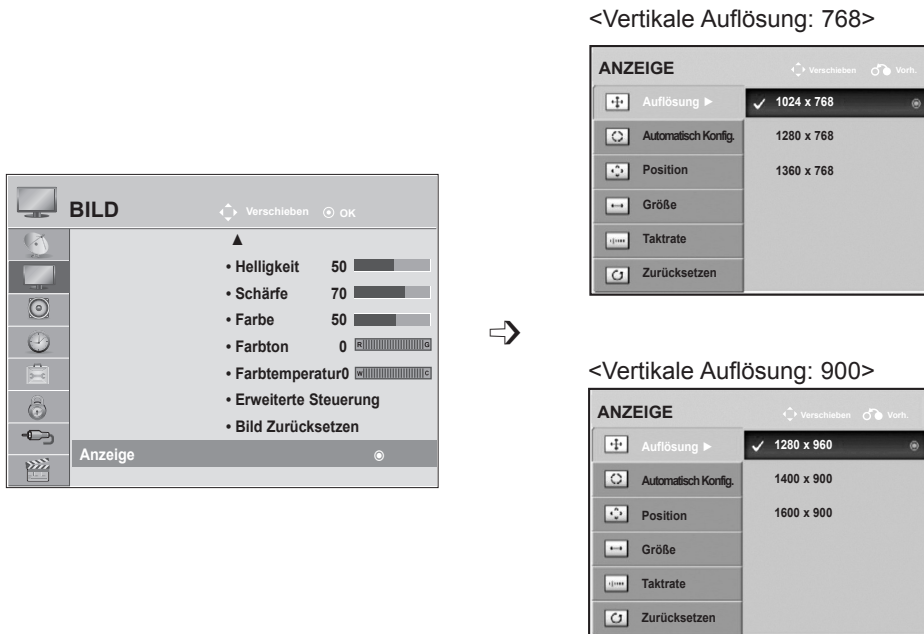 <Vertikale Auflösung: 768>
ANZEIGE
Verschieben Vorh.
Auflösung ► ✓ 1024 x 768
Automatisch Konfig. 1280 x 768
Position 1360 x 768
Größe
Taktrate
Zurücksetzen
BILD Verschieben OK
▲
• Helligkeit 50
• Schärfe 70
• Farbe 50
• Farbton 0 R G
• Farbtemperatur0 W C
• Erweiterte Steuerung
• Bild Zurücksetzen
Anzeige
<Vertikale Auflösung: 900>
ANZEIGE
Verschieben Vorh.
Auflösung ► ✓ 1280 x 960
Automatisch Konfig. 1400 x 900
Position 1600 x 900
Größe
Taktrate
Zurücksetzen